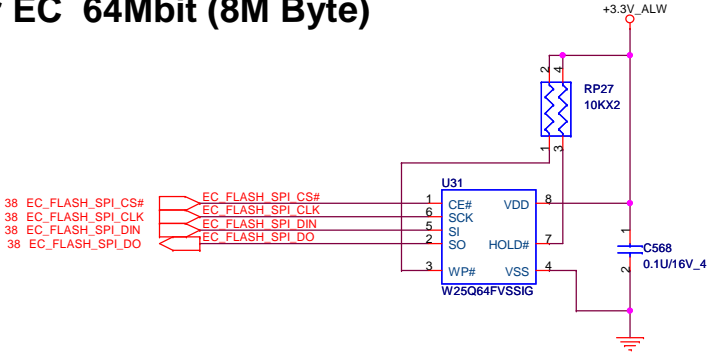 EC 64Mbit (8M Byte)
+3.3V_ALW
2
4
RP27
10KX2
1
3
U31
38 EC_FLASH_SPI_CS#
EC_FLASH_SPI_CS#
1
CE#
VDD
8
38 EC_FLASH_SPI_CLK
EC_FLASH_SPI_CLK
6
SCK
38 EC_FLASH_SPI_DIN
EC_FLASH_SPI_DIN
5
SI
38 EC_FLASH_SPI_DO
EC_FLASH_SPI_DO
2
SO
HOLD#
7
3
WP#
VSS
4
W25Q64FVSSIG
1
C568
0.1U/16V_4
2